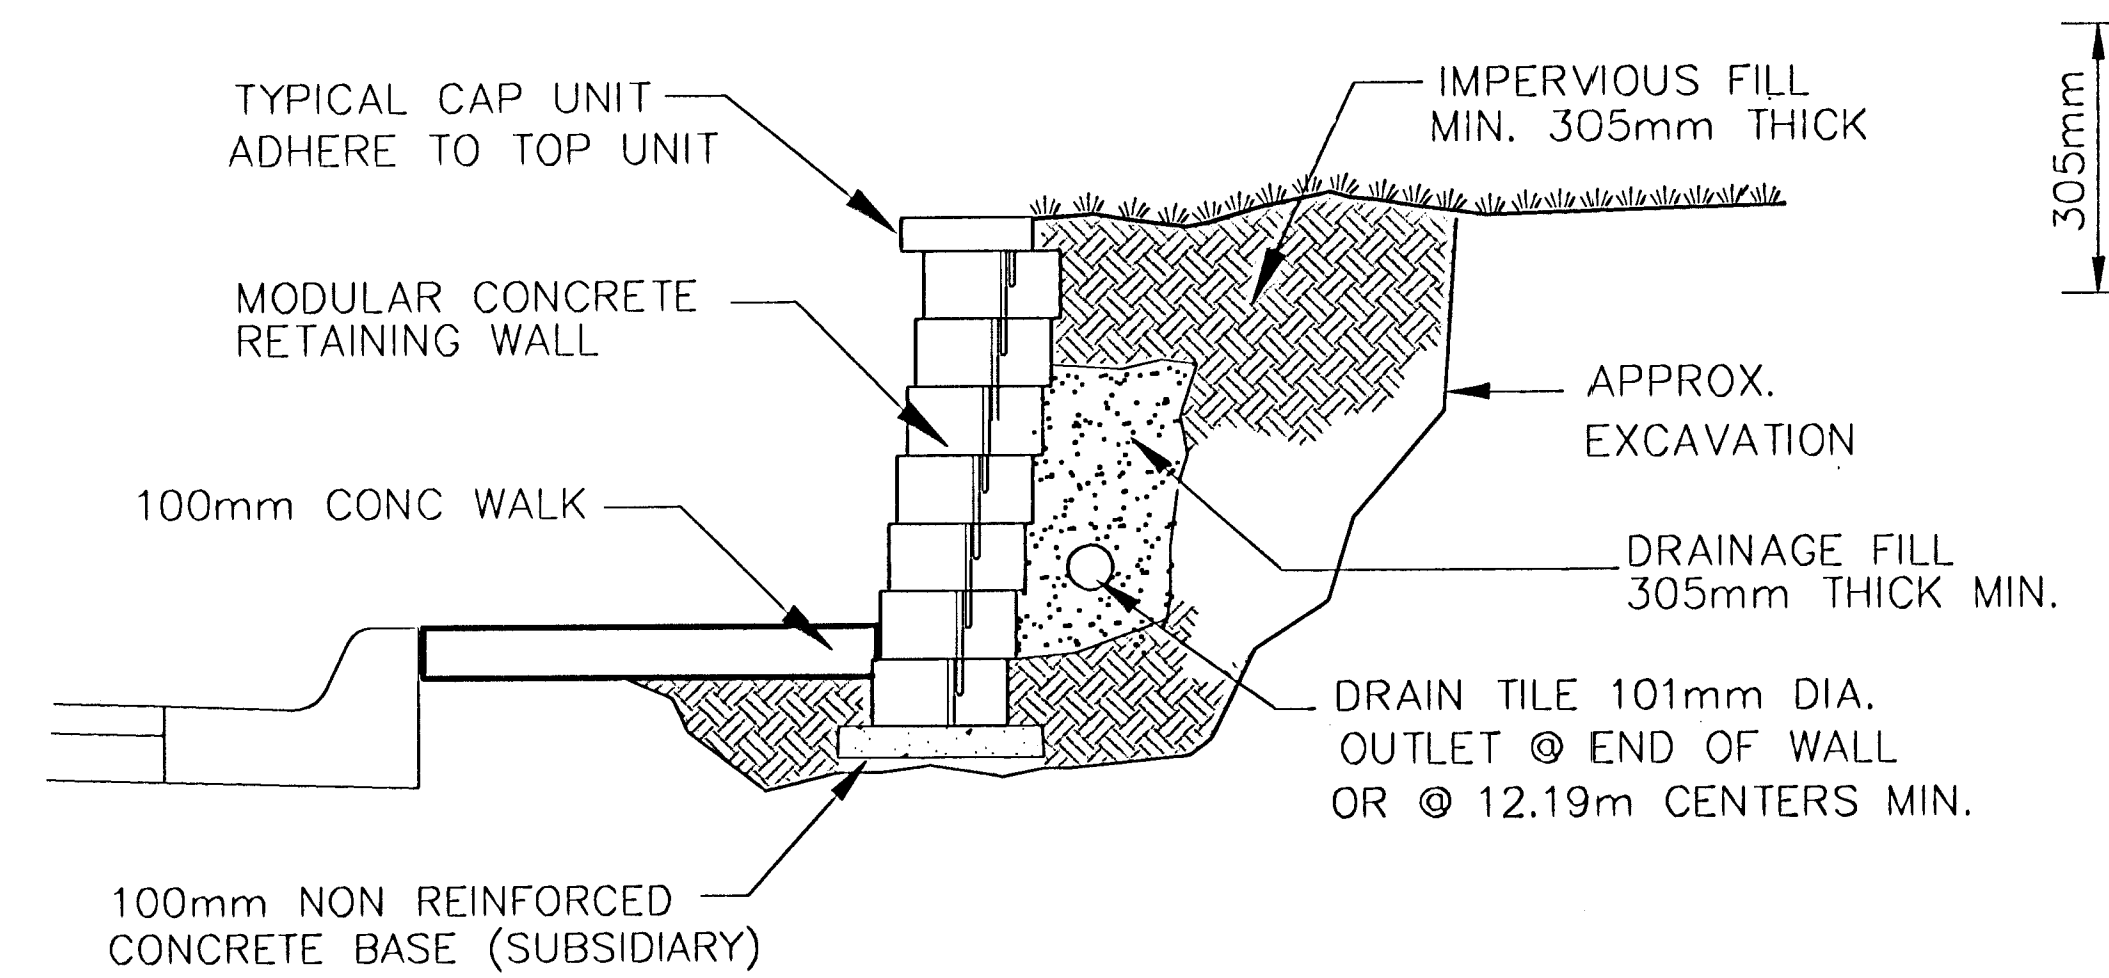 TYPICAL CAP UNIT
ADHERE TO TOP UNIT
IMPERVIOUS FILL
MIN. 305mm THICK
305mm
MODULAR CONCRETE
RETAINING WALL
APPROX.
EXCAVATION
100mm CONC WALK
DRAINAGE FILL
305mm THICK MIN.
DRAIN TILE 101mm DIA.
OUTLET @ END OF WALL
OR @ 12.19m CENTERS MIN.
100mm NON REINFORCED
CONCRETE BASE (SUBSIDIARY)